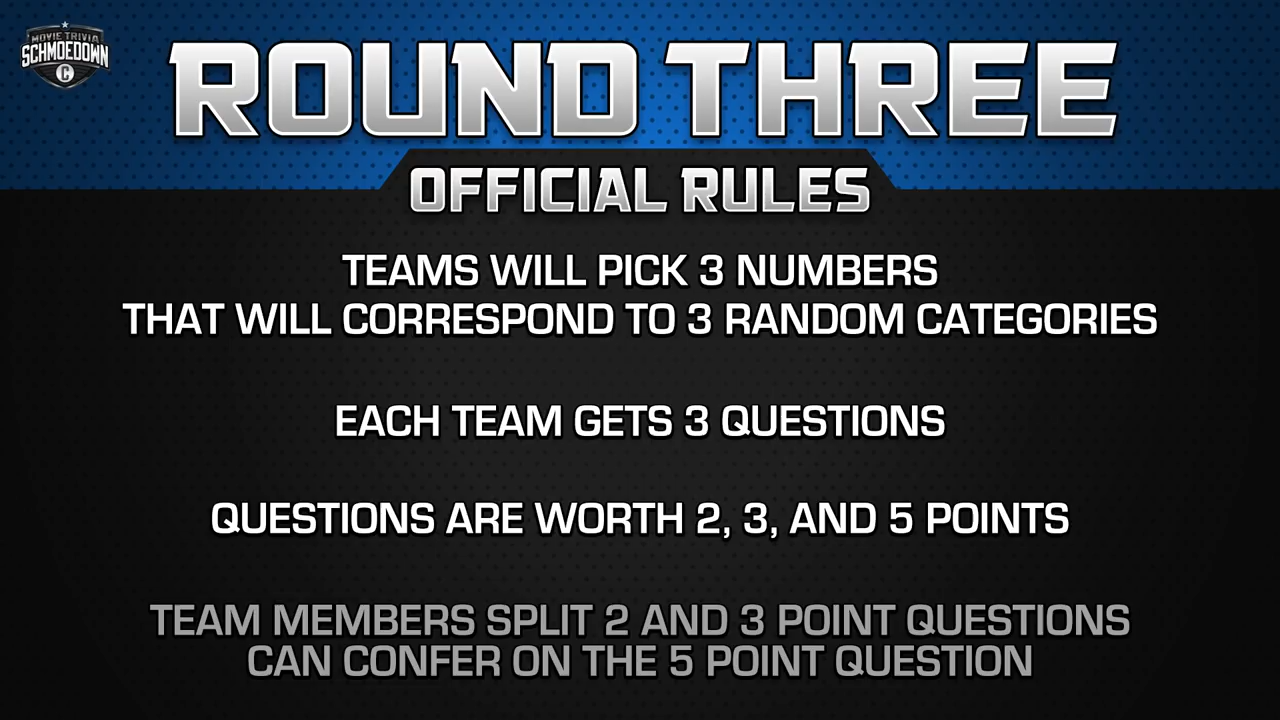 MOVIE TRIVIA
SCHMOEDOWN
C
ROUND THREE
OFFICIAL RULES
TEAMS WILL PICK 3 NUMBERS
THAT WILL CORRESPOND TO 3 RANDOM CATEGORIES
EACH TEAM GETS 3 QUESTIONS
QUESTIONS ARE WORTH 2, 3, AND 5 POINTS
TEAM MEMBERS SPLIT 2 AND 3 POINT QUESTIONS
CAN CONFER ON THE 5 POINT QUESTION